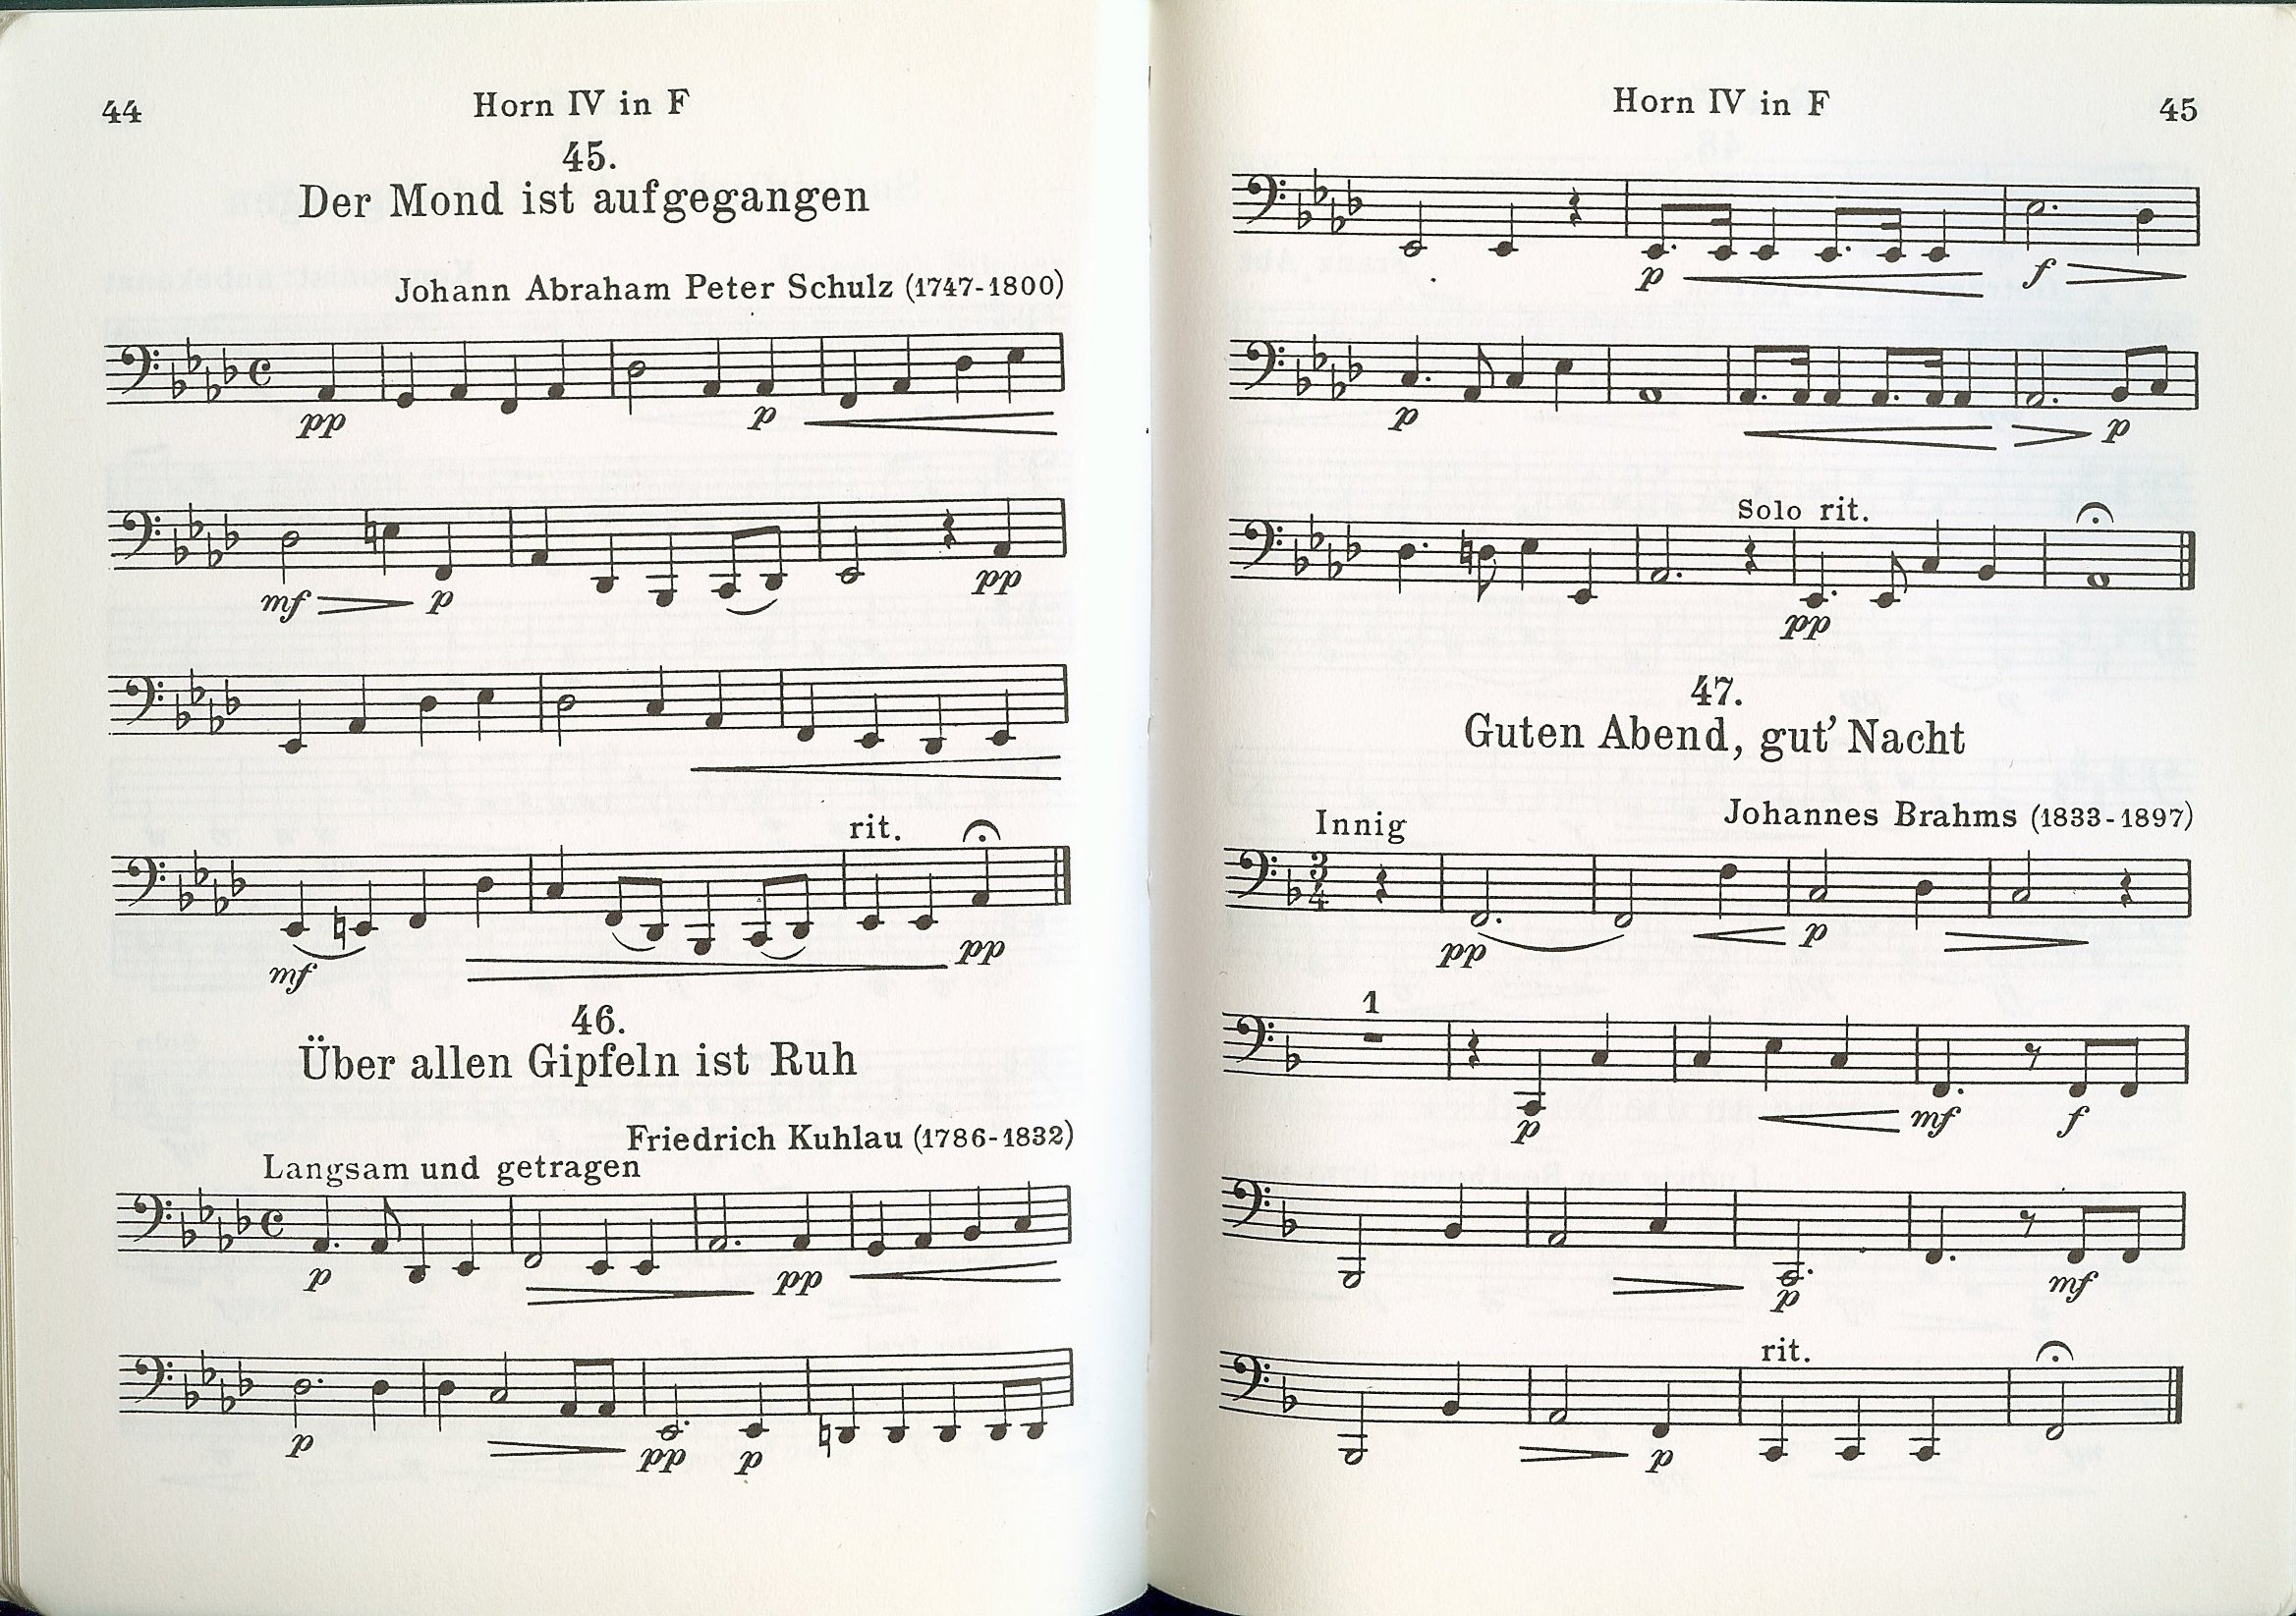 44
Horn IV in F
45.
Der Mond ist aufgegangen
Johann Abraham Peter Schulz (1747-1800)
pp p
mf p pp
rit.
mf pp
46.
Über allen Gipfeln ist Ruh
Friedrich Kuhlau (1786-1832)
Langsam und getragen
p pp
p pp p
Horn IV in F
45
p f
p p
Solo rit.
pp
47.
Guten Abend, gut' Nacht
Johannes Brahms (1833-1897)
Innig
3
4
pp p
1
p mf f
p mf
rit.
p